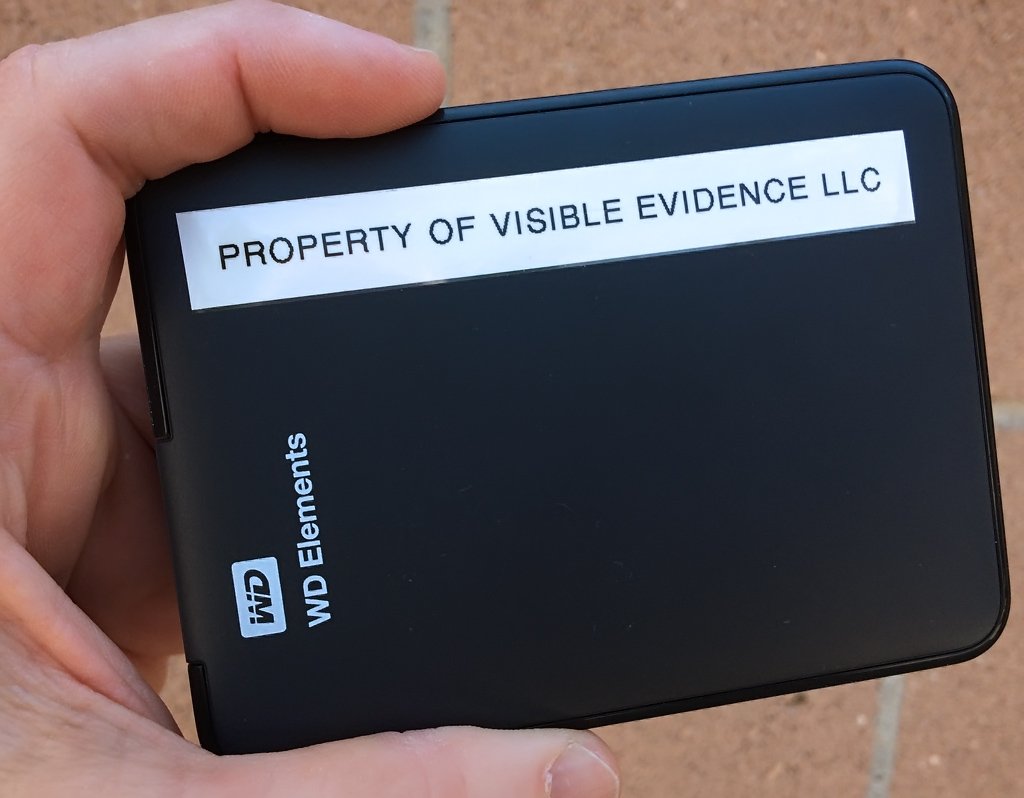 PROPERTY OF VISIBLE EVIDENCE LLC
WD Elements
WD